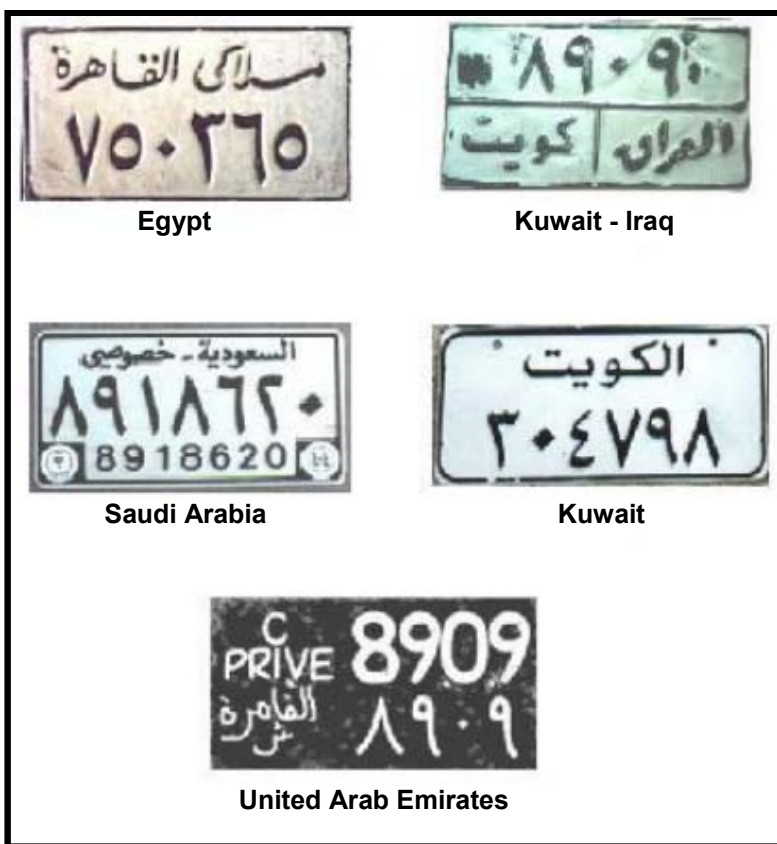 ملاكى القاهرة
٧٥٠٣٦٥
Egypt
٨٩٠٩
العراق كويت
Kuwait - Iraq
السعودية - خصوصي
٨٩١٨٦٢٠
8918620
Saudi Arabia
الكويت
٣٠٤٧٩٨
Kuwait
C
PRIVE 8909
القاهرة ٨٩٠٩
ش
United Arab Emirates